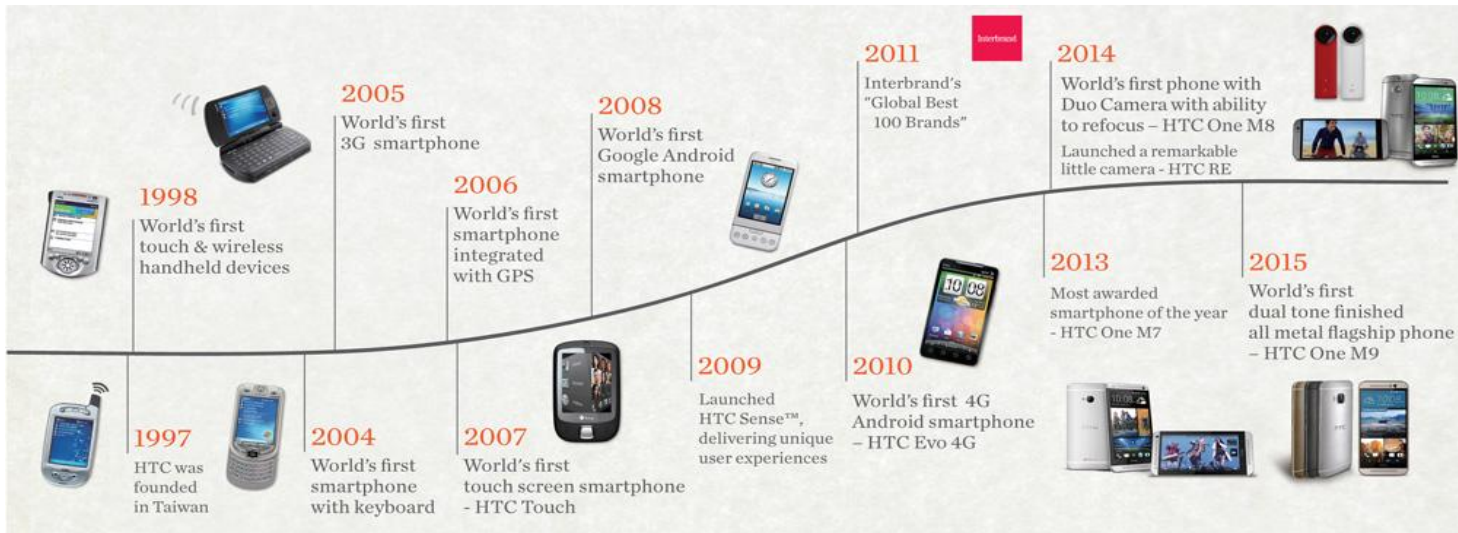 1997
HTC was
founded
in Taiwan
1998
World's first
touch & wireless
handheld devices
2004
World's first
smartphone
with keyboard
2005
World's first
3G smartphone
2006
World's first
smartphone
integrated
with GPS
2007
World's first
touch screen smartphone
- HTC Touch
2008
World's first
Google Android
smartphone
2009
Launched
HTC Sense™,
delivering unique
user experiences
2010
World's first 4G
Android smartphone
– HTC Evo 4G
2011
Interbrand's
"Global Best
100 Brands"
Interbrand
2013
Most awarded
smartphone of the year
- HTC One M7
2014
World's first phone with
Duo Camera with ability
to refocus – HTC One M8
Launched a remarkable
little camera - HTC RE
2015
World's first
dual tone finished
all metal flagship phone
– HTC One M9
10 08
10:08